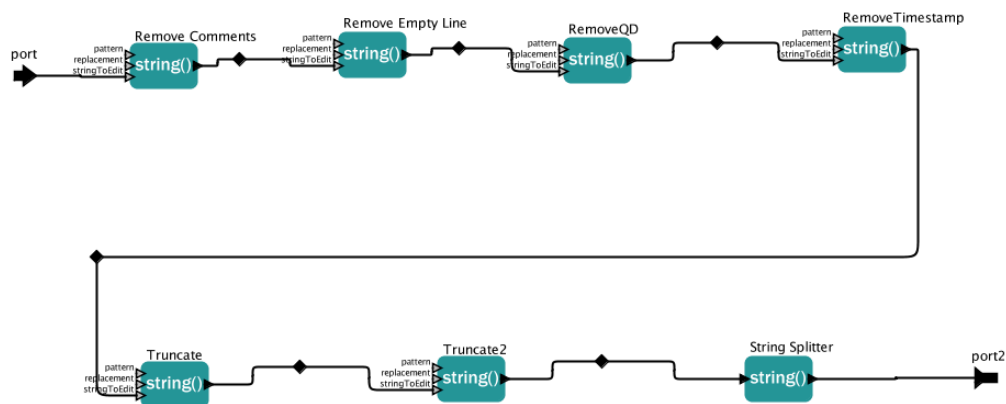 port
Remove Comments
pattern
replacement
stringToEdit
string()
Remove Empty Line
pattern
replacement
stringToEdit
string()
RemoveQD
pattern
replacement
stringToEdit
string()
RemoveTimestamp
pattern
replacement
stringToEdit
string()
Truncate
pattern
replacement
stringToEdit
string()
Truncate2
pattern
replacement
stringToEdit
string()
String Splitter
string()
port2